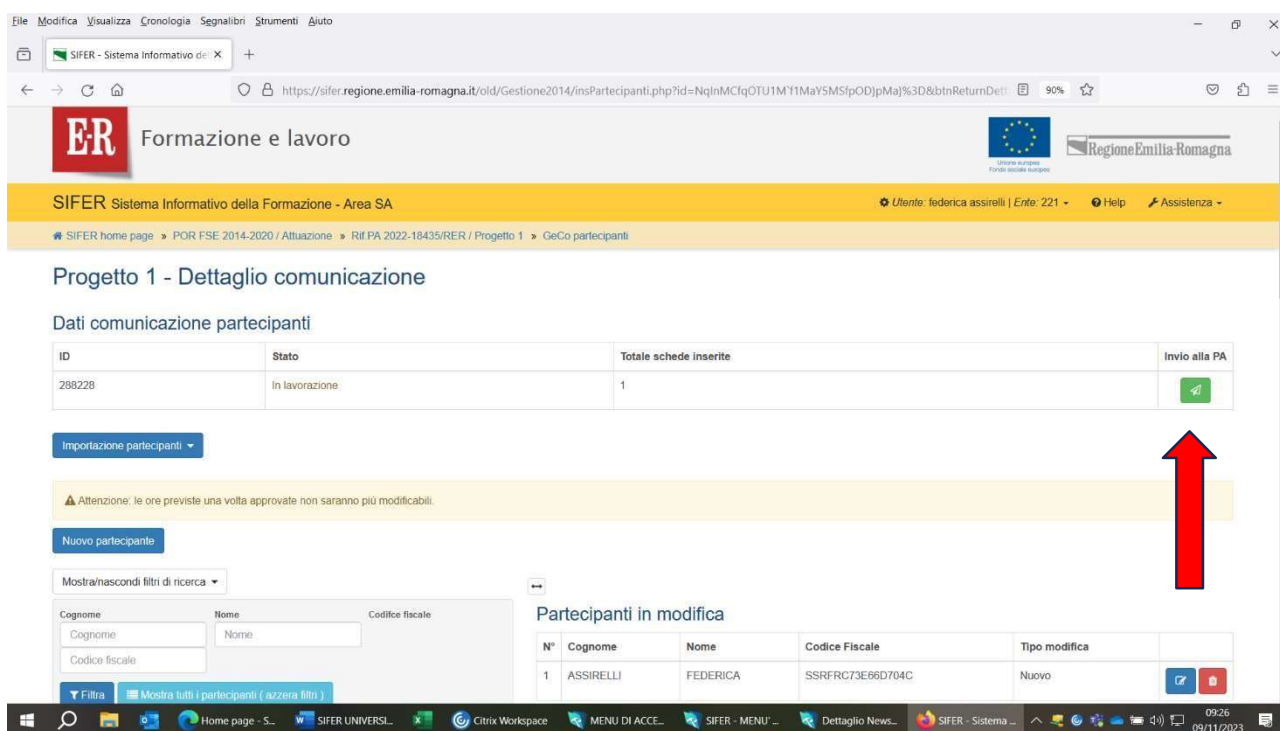 File Modifica Visualizza Cronologia Segnalibri Strumenti Aiuto
SIFER - Sistema Informativo de
https://sifer.regione.emilia-romagna.it/old/Gestione2014/insPartecipanti.php 90%
E·R Formazione e lavoro
Unione europea
Fondo sociale europeo
RegioneEmilia-Romagna
SIFER Sistema Informativo della Formazione - Area SA Utente: federica assirelli | Ente: 221 Help Assistenza
SIFER home page » POR FSE 2014-2020 / Attuazione » Rif.PA 2022-18435/RER / Progetto 1 » GeCo partecipanti
Progetto 1 - Dettaglio comunicazione
Dati comunicazione partecipanti
ID Stato Totale schede inserite Invio alla PA
288228 In lavorazione 1
Importazione partecipanti
Attenzione: le ore previste una volta approvate non saranno più modificabili.
Nuovo partecipante
Mostra/nascondi filtri di ricerca
Cognome Nome Codifce fiscale
Cognome Nome
Codice fiscale
Filtra Mostra tutti i partecipanti ( azzera filtri )
Partecipanti in modifica
N° Cognome Nome Codice Fiscale Tipo modifica
1 ASSIRELLI FEDERICA SSRFRC73E66D704C Nuovo
Home page - S... SIFER UNIVERSI... Citrix Workspace MENU DI ACCE... SIFER - MENU' ... Dettaglio News... SIFER - Sistema ... 09:26
09/11/2023